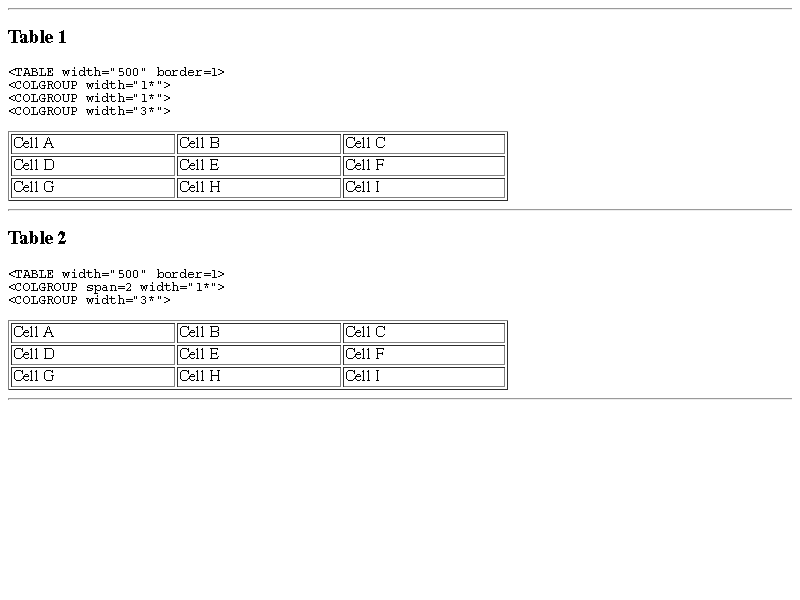 Table 1
<TABLE width="500" border=1>
<COLGROUP width="1*">
<COLGROUP width="1*">
<COLGROUP width="3*">
Cell A Cell B Cell C
Cell D Cell E Cell F
Cell G Cell H Cell I
Table 2
<TABLE width="500" border=1>
<COLGROUP span=2 width="1*">
<COLGROUP width="3*">
Cell A Cell B Cell C
Cell D Cell E Cell F
Cell G Cell H Cell I